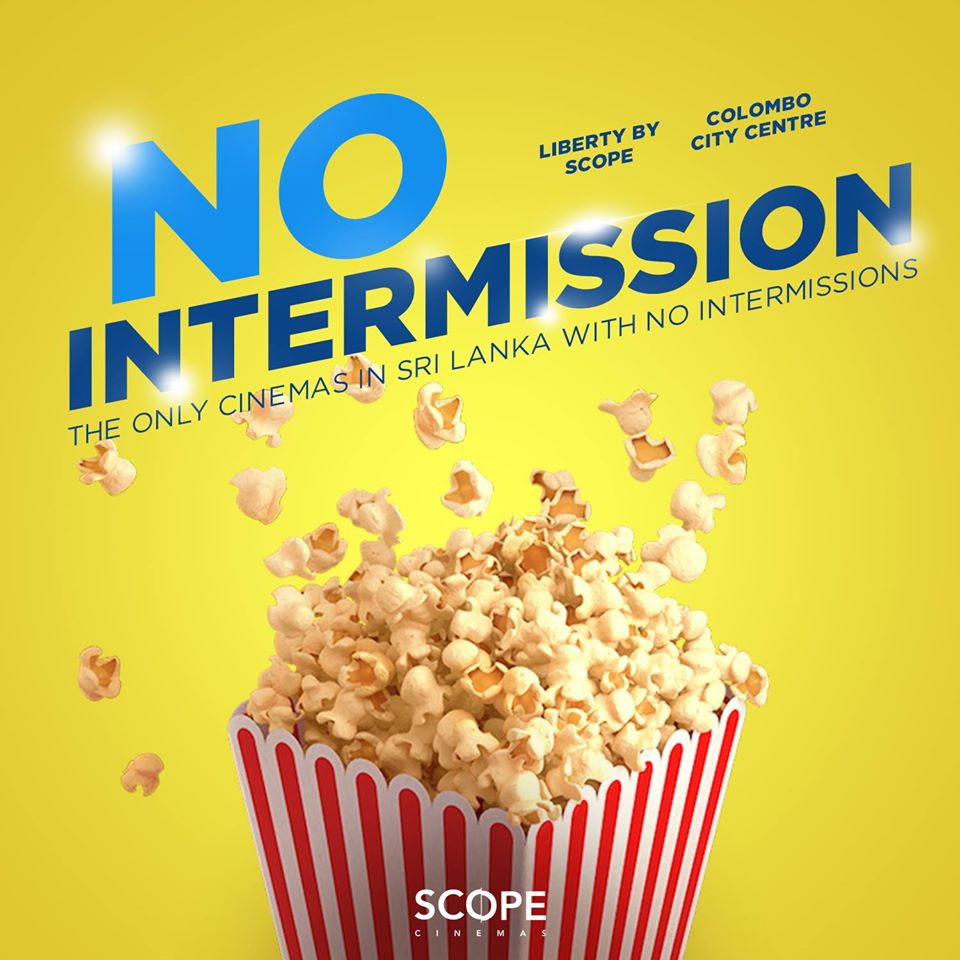 NO
LIBERTY BY
SCOPE
COLOMBO
CITY CENTRE
INTERMISSION
THE ONLY CINEMAS IN SRI LANKA WITH NO INTERMISSIONS
SCOPE
CINEMAS